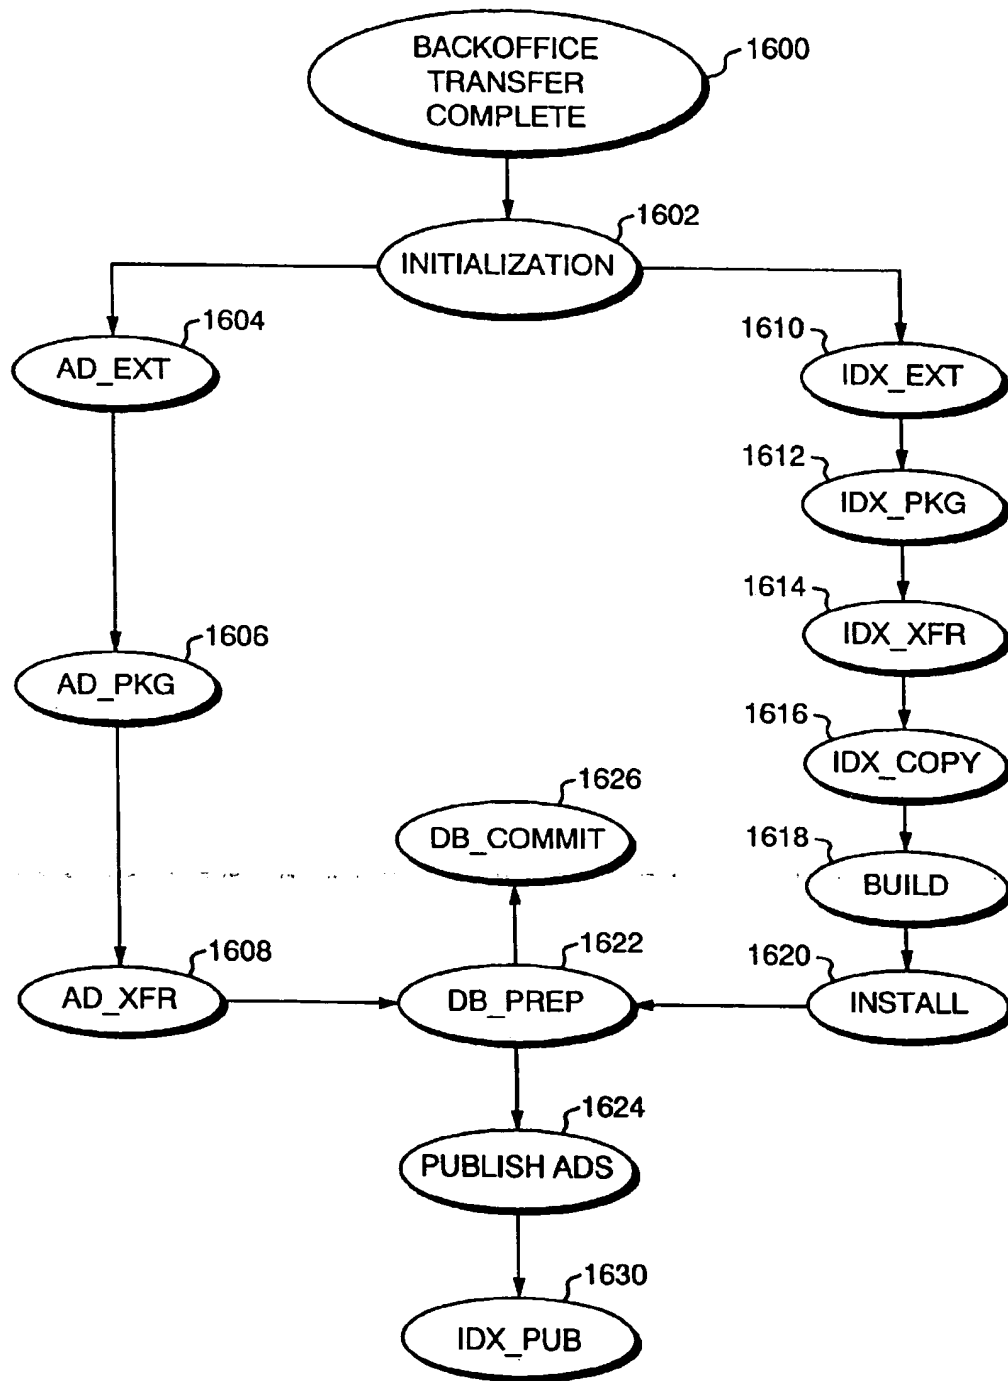 BACKOFFICE
TRANSFER
COMPLETE
1600
1602
INITIALIZATION
1604
AD_EXT
1610
IDX_EXT
1612
IDX_PKG
1614
IDX_XFR
1606
AD_PKG
1616
IDX_COPY
1626
DB_COMMIT
1618
BUILD
1608
AD_XFR
1622
DB_PREP
1620
INSTALL
1624
PUBLISH ADS
1630
IDX_PUB